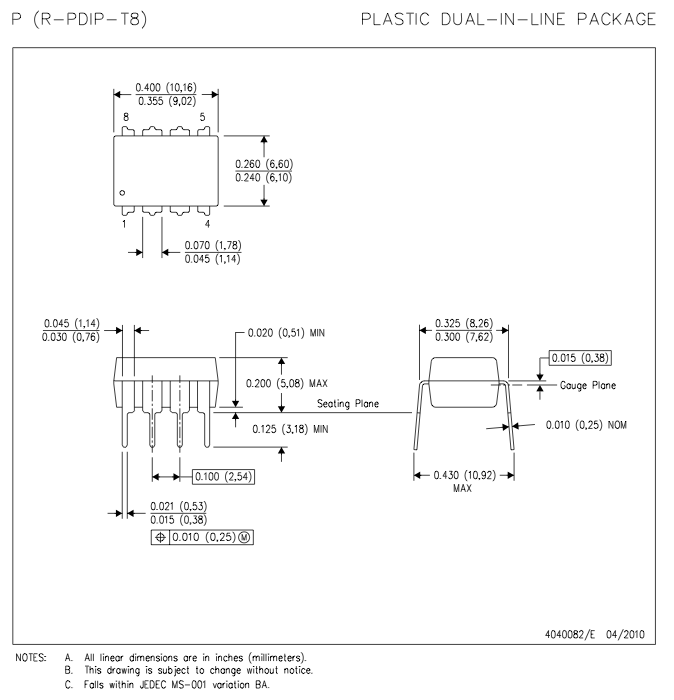 P (R-PDIP-T8)
PLASTIC DUAL-IN-LINE PACKAGE
0.400 (10,16)
0.355 (9,02)
8
5
0.260 (6,60)
0.240 (6,10)
1
4
0.070 (1,78)
0.045 (1,14)
0.045 (1,14)
0.030 (0,76)
0.020 (0,51) MIN
0.200 (5,08) MAX
Seating Plane
0.125 (3,18) MIN
0.100 (2,54)
0.021 (0,53)
0.015 (0,38)
⌖ 0.010 (0,25) Ⓜ
0.325 (8,26)
0.300 (7,62)
0.015 (0,38)
Gauge Plane
0.010 (0,25) NOM
0.430 (10,92)
MAX
4040082/E 04/2010
NOTES: A. All linear dimensions are in inches (millimeters).
B. This drawing is subject to change without notice.
C. Falls within JEDEC MS-001 variation BA.